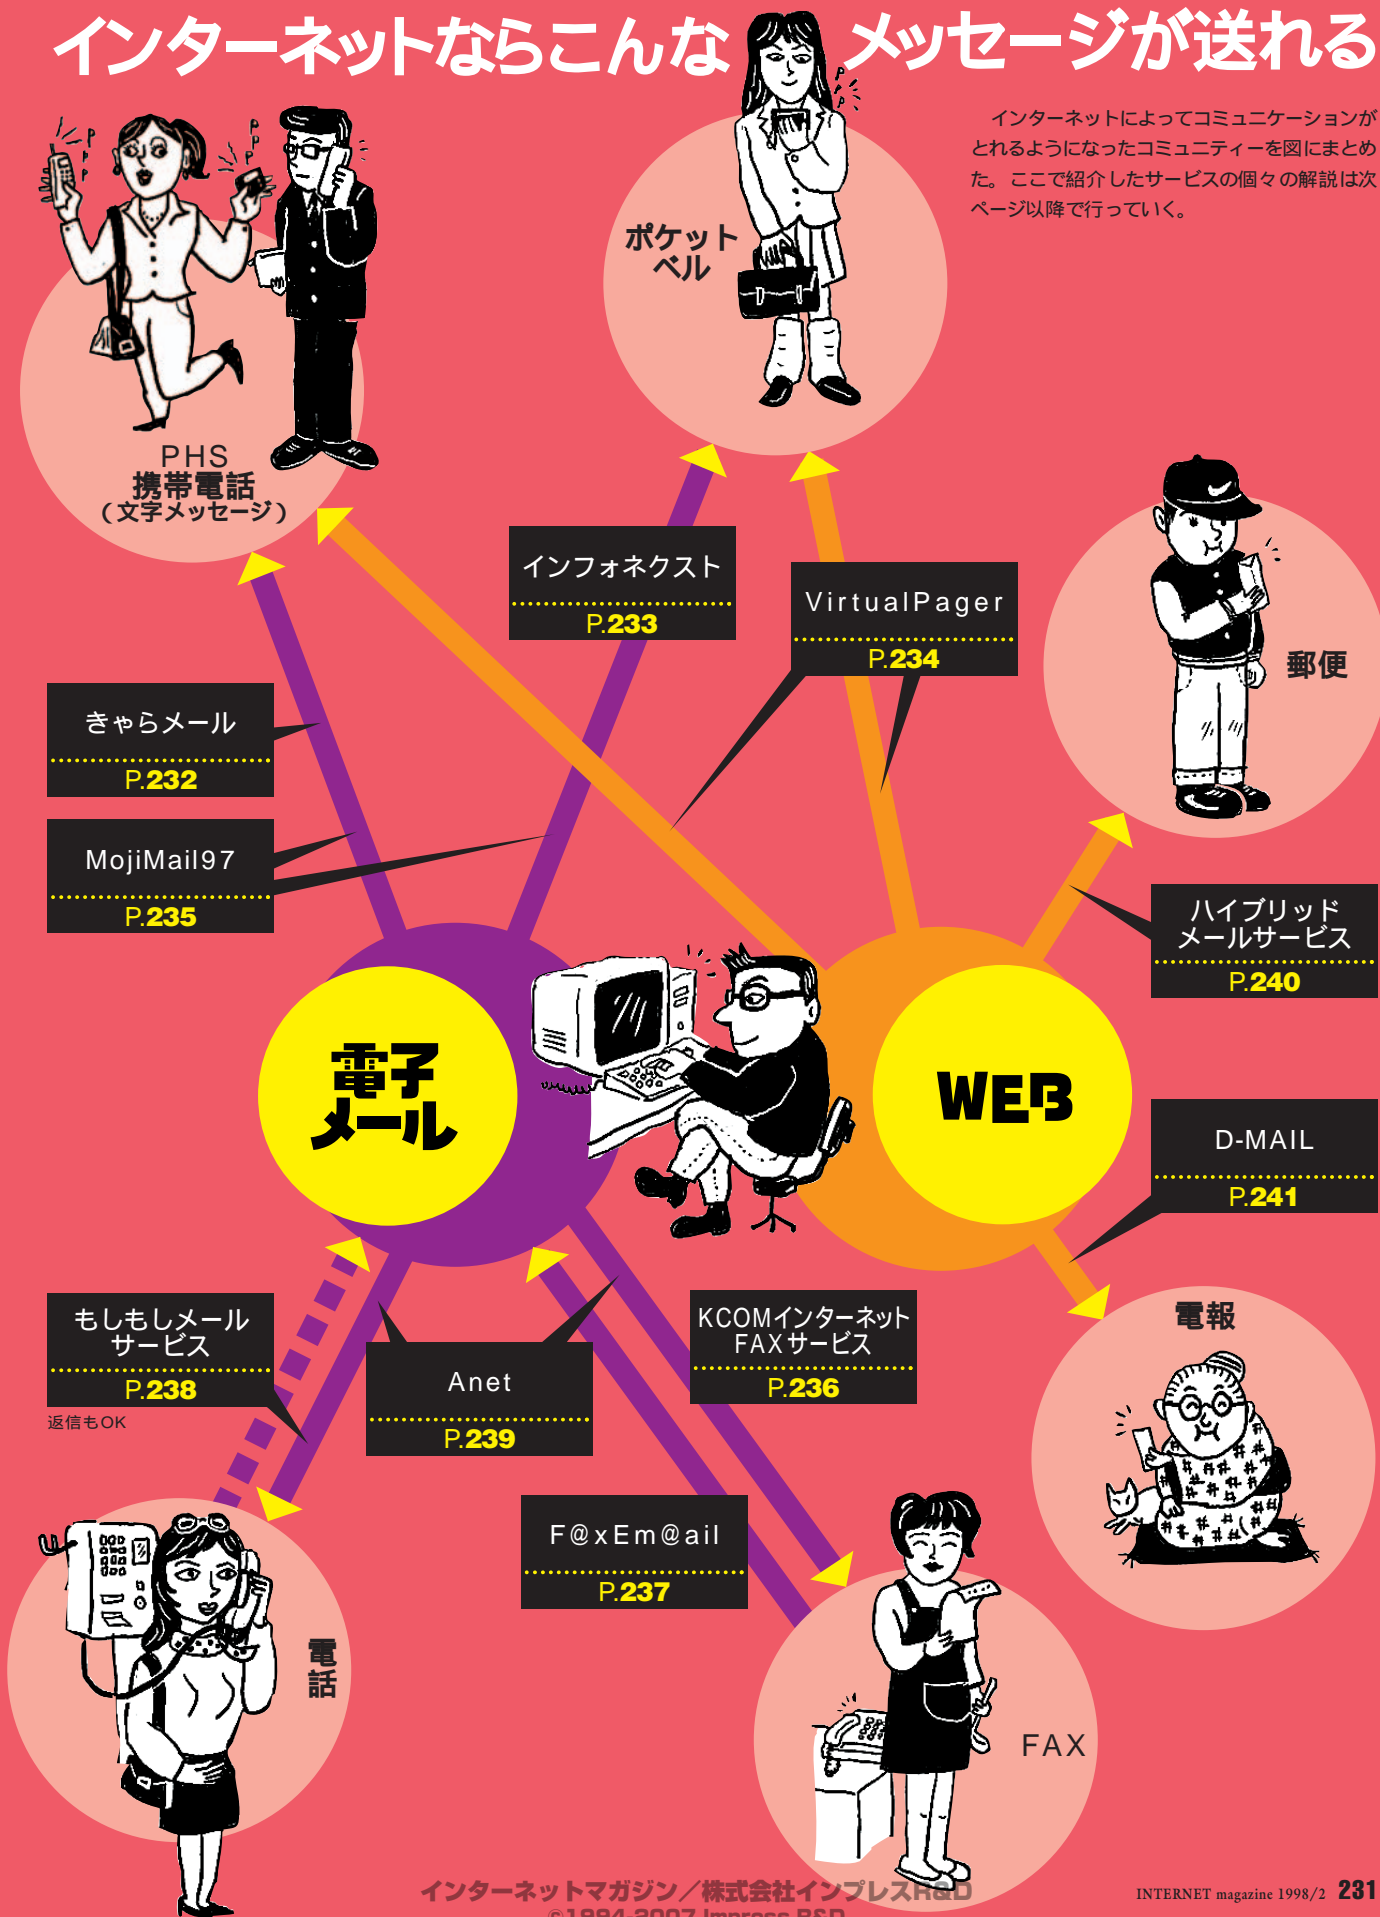 インターネットならこんな メッセージが送れる
インターネットによってコミュニケーションが
とれるようになったコミュニティーを図にまとめ
た。ここで紹介したサービスの個々の解説は次
ページ以降で行っていく。
ポケット
ベル
PHS
携帯電話
(文字メッセージ)
インフォネクスト
P.233
VirtualPager
P.234
郵便
きゃらメール
P.232
MojiMail97
P.235
ハイブリッド
メールサービス
P.240
電子
メール
WEB
D-MAIL
P.241
もしもしメール
サービス
P.238
返信もOK
Anet
P.239
KCOMインターネット
FAXサービス
P.236
電報
F@xEm@ail
P.237
電
話
FAX
インターネットマガジン／株式会社インプレスR&D
©1994-2007 Impress R&D
INTERNET magazine 1998/2 231